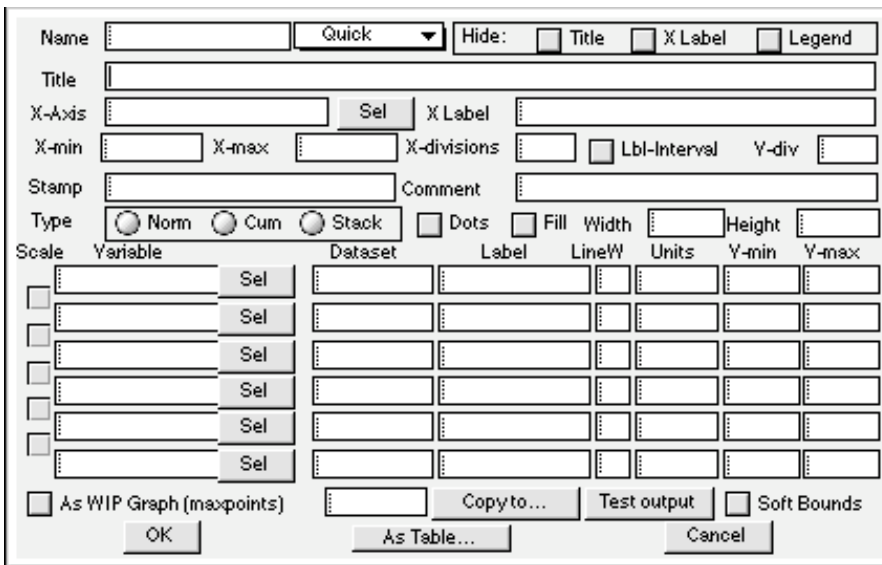 Name Quick Hide: Title X Label Legend
Title
X-Axis Sel X Label
X-min X-max X-divisions Lbl-Interval Y-div
Stamp Comment
Type Norm Cum Stack Dots Fill Width Height
Scale Variable Dataset Label LineW Units Y-min Y-max
Sel
Sel
Sel
Sel
Sel
Sel
As WIP Graph (maxpoints) Copy to... Test output Soft Bounds
OK As Table... Cancel